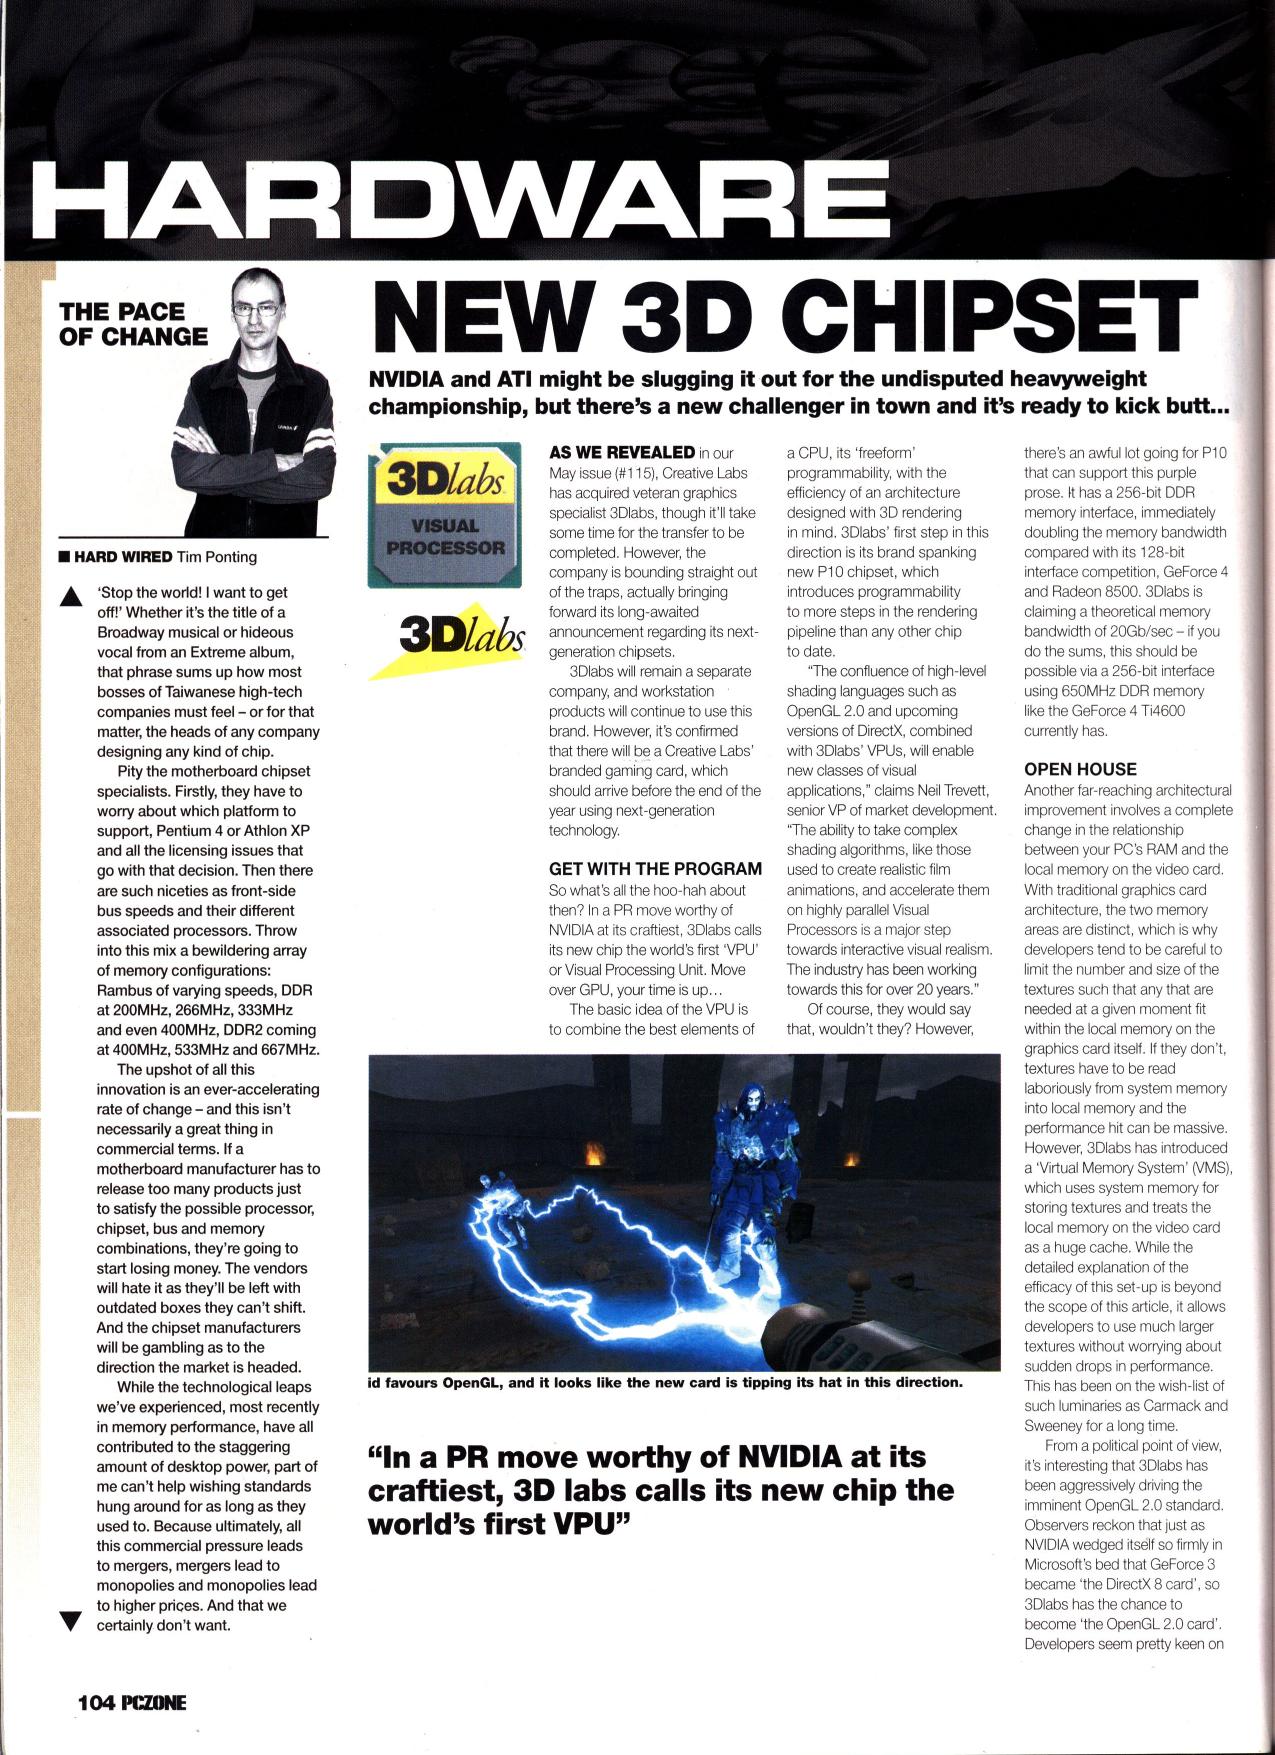 HARDWARE
THE PACE
OF CHANGE
■ HARD WIRED Tim Ponting
▲ 'Stop the world! I want to get
off!' Whether it's the title of a
Broadway musical or hideous
vocal from an Extreme album,
that phrase sums up how most
bosses of Taiwanese high-tech
companies must feel – or for that
matter, the heads of any company
designing any kind of chip.
Pity the motherboard chipset
specialists. Firstly, they have to
worry about which platform to
support, Pentium 4 or Athlon XP
and all the licensing issues that
go with that decision. Then there
are such niceties as front-side
bus speeds and their different
associated processors. Throw
into this mix a bewildering array
of memory configurations:
Rambus of varying speeds, DDR
at 200MHz, 266MHz, 333MHz
and even 400MHz, DDR2 coming
at 400MHz, 533MHz and 667MHz.
The upshot of all this
innovation is an ever-accelerating
rate of change – and this isn't
necessarily a great thing in
commercial terms. If a
motherboard manufacturer has to
release too many products just
to satisfy the possible processor,
chipset, bus and memory
combinations, they're going to
start losing money. The vendors
will hate it as they'll be left with
outdated boxes they can't shift.
And the chipset manufacturers
will be gambling as to the
direction the market is headed.
While the technological leaps
we've experienced, most recently
in memory performance, have all
contributed to the staggering
amount of desktop power, part of
me can't help wishing standards
hung around for as long as they
used to. Because ultimately, all
this commercial pressure leads
to mergers, mergers lead to
monopolies and monopolies lead
to higher prices. And that we
▼ certainly don't want.
NEW 3D CHIPSET
NVIDIA and ATI might be slugging it out for the undisputed heavyweight
championship, but there's a new challenger in town and it's ready to kick butt...
3Dlabs
VISUAL
PROCESSOR
3Dlabs
AS WE REVEALED in our
May issue (#115), Creative Labs
has acquired veteran graphics
specialist 3Dlabs, though it'll take
some time for the transfer to be
completed. However, the
company is bounding straight out
of the traps, actually bringing
forward its long-awaited
announcement regarding its next-
generation chipsets.
3Dlabs will remain a separate
company, and workstation
products will continue to use this
brand. However, it's confirmed
that there will be a Creative Labs'
branded gaming card, which
should arrive before the end of the
year using next-generation
technology.
GET WITH THE PROGRAM
So what's all the hoo-hah about
then? In a PR move worthy of
NVIDIA at its craftiest, 3Dlabs calls
its new chip the world's first 'VPU'
or Visual Processing Unit. Move
over GPU, your time is up...
The basic idea of the VPU is
to combine the best elements of
a CPU, its 'freeform'
programmability, with the
efficiency of an architecture
designed with 3D rendering
in mind. 3Dlabs' first step in this
direction is its brand spanking
new P10 chipset, which
introduces programmability
to more steps in the rendering
pipeline than any other chip
to date.
"The confluence of high-level
shading languages such as
OpenGL 2.0 and upcoming
versions of DirectX, combined
with 3Dlabs' VPUs, will enable
new classes of visual
applications," claims Neil Trevett,
senior VP of market development.
"The ability to take complex
shading algorithms, like those
used to create realistic film
animations, and accelerate them
on highly parallel Visual
Processors is a major step
towards interactive visual realism.
The industry has been working
towards this for over 20 years."
Of course, they would say
that, wouldn't they? However,
there's an awful lot going for P10
that can support this purple
prose. It has a 256-bit DDR
memory interface, immediately
doubling the memory bandwidth
compared with its 128-bit
interface competition, GeForce 4
and Radeon 8500. 3Dlabs is
claiming a theoretical memory
bandwidth of 20Gb/sec – if you
do the sums, this should be
possible via a 256-bit interface
using 650MHz DDR memory
like the GeForce 4 Ti4600
currently has.
OPEN HOUSE
Another far-reaching architectural
improvement involves a complete
change in the relationship
between your PC's RAM and the
local memory on the video card.
With traditional graphics card
architecture, the two memory
areas are distinct, which is why
developers tend to be careful to
limit the number and size of the
textures such that any that are
needed at a given moment fit
within the local memory on the
graphics card itself. If they don't,
textures have to be read
laboriously from system memory
into local memory and the
performance hit can be massive.
However, 3Dlabs has introduced
a 'Virtual Memory System' (VMS),
which uses system memory for
storing textures and treats the
local memory on the video card
as a huge cache. While the
detailed explanation of the
efficacy of this set-up is beyond
the scope of this article, it allows
developers to use much larger
textures without worrying about
sudden drops in performance.
This has been on the wish-list of
such luminaries as Carmack and
Sweeney for a long time.
From a political point of view,
it's interesting that 3Dlabs has
been aggressively driving the
imminent OpenGL 2.0 standard.
Observers reckon that just as
NVIDIA wedged itself so firmly in
Microsoft's bed that GeForce 3
became 'the DirectX 8 card', so
3Dlabs has the chance to
become 'the OpenGL 2.0 card'.
Developers seem pretty keen on
id favours OpenGL, and it looks like the new card is tipping its hat in this direction.
"In a PR move worthy of NVIDIA at its
craftiest, 3D labs calls its new chip the
world's first VPU"
104 PCZONE